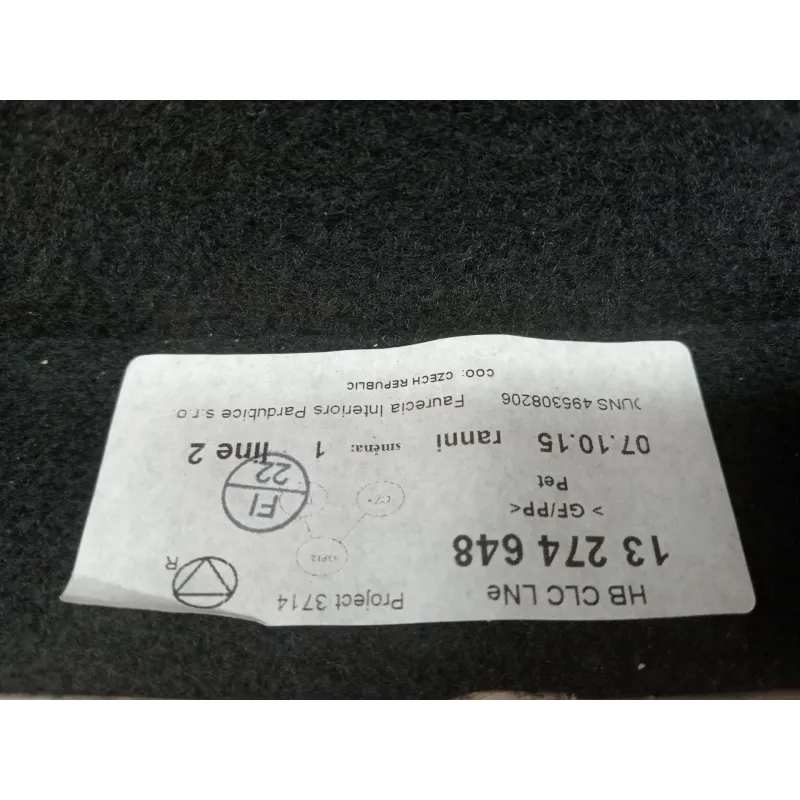 HB CLC LNe Project 3714
13 274 648 R
> GF/PP<
Pet
FI
22
07.10.15 ranni směna: 1 line 2
DUNS 495308206 Faurecia Interiors Pardubice s.r.o
COO: CZECH REPUBLIC